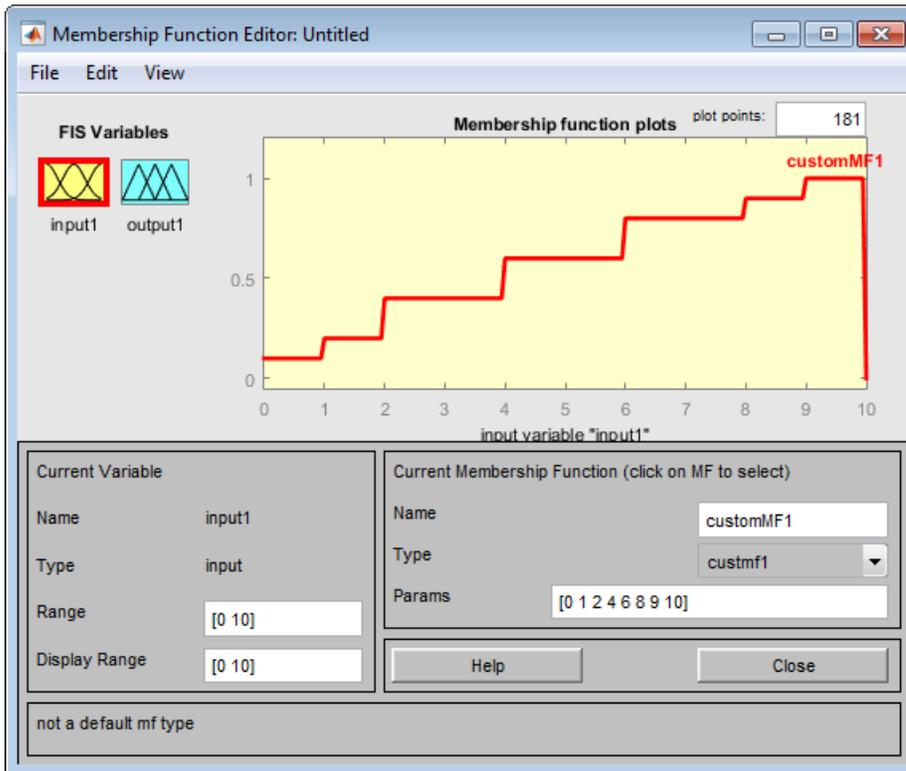 Membership Function Editor: Untitled
File Edit View
FIS Variables
input1 output1
Membership function plots
plot points: 181
customMF1
1
0.5
0
0 1 2 3 4 5 6 7 8 9 10
input variable "input1"
Current Variable
Name input1
Type input
Range [0 10]
Display Range [0 10]
Current Membership Function (click on MF to select)
Name customMF1
Type custmf1
Params [0 1 2 4 6 8 9 10]
Help Close
not a default mf type